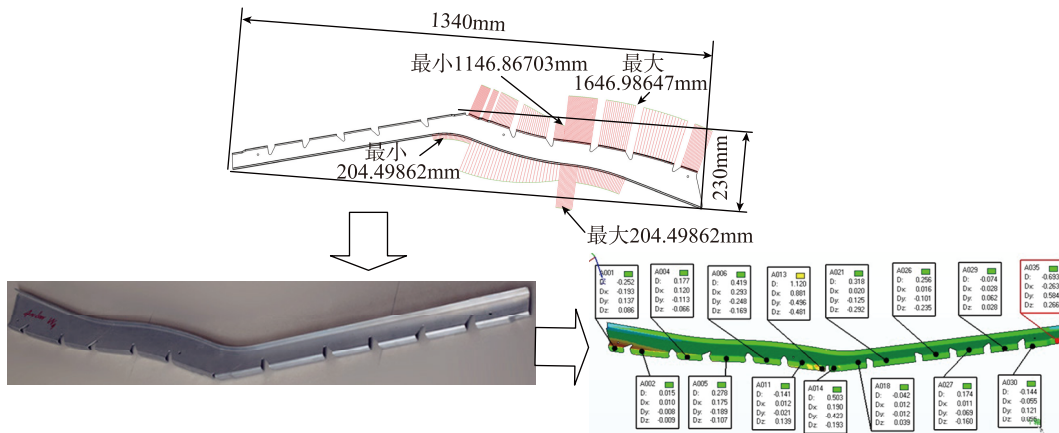 1340mm
最小1146.86703mm
最大
1646.98647mm
最小
204.49862mm
230mm
最大204.49862mm
A001
D: -0.252
Dx: -0.193
Dy: 0.137
Dz: 0.086
A004
D: 0.177
Dx: 0.120
Dy: -0.113
Dz: -0.066
A006
D: 0.419
Dx: 0.293
Dy: -0.248
Dz: -0.169
A013
D: 1.120
Dx: 0.881
Dy: -0.496
Dz: -0.481
A021
D: 0.318
Dx: 0.020
Dy: -0.125
Dz: -0.292
A026
D: 0.256
Dx: 0.016
Dy: -0.101
Dz: -0.235
A029
D: -0.074
Dx: -0.028
Dy: 0.062
Dz: 0.028
A035
D: -0.693
Dx: -0.263
Dy: 0.584
Dz: 0.266
A002
D: 0.015
Dx: 0.010
Dy: -0.008
Dz: -0.009
A005
D: 0.278
Dx: 0.175
Dy: -0.189
Dz: -0.107
A011
D: -0.141
Dx: 0.012
Dy: -0.021
Dz: 0.139
A014
D: 0.503
Dx: 0.190
Dy: -0.423
Dz: -0.193
A018
D: -0.042
Dx: 0.012
Dy: -0.012
Dz: 0.039
A027
D: 0.174
Dx: 0.011
Dy: -0.069
Dz: -0.160
A030
D: -0.144
Dx: -0.055
Dy: 0.121
Dz: